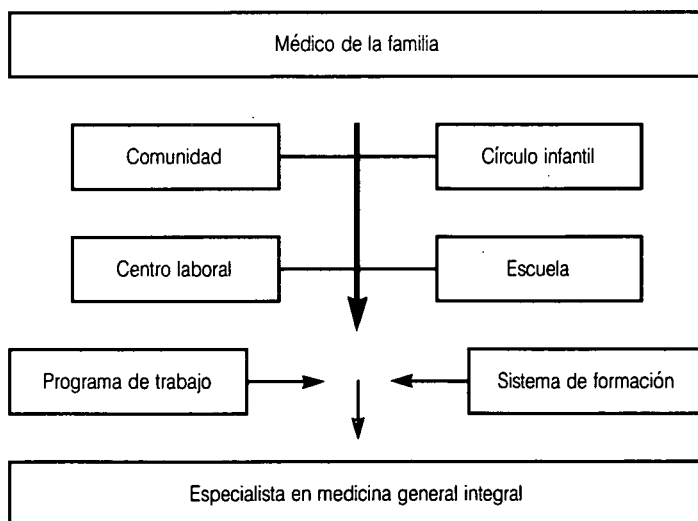 Médico de la familia
Comunidad
Círculo infantil
Centro laboral
Escuela
Programa de trabajo
Sistema de formación
Especialista en medicina general integral